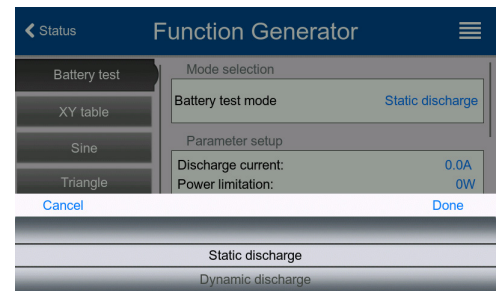 Status
Function Generator
Battery test
XY table
Sine
Triangle
Mode selection
Battery test mode Static discharge
Parameter setup
Discharge current: 0.0A
Power limitation: 0W
Cancel Done
Static discharge
Dynamic discharge